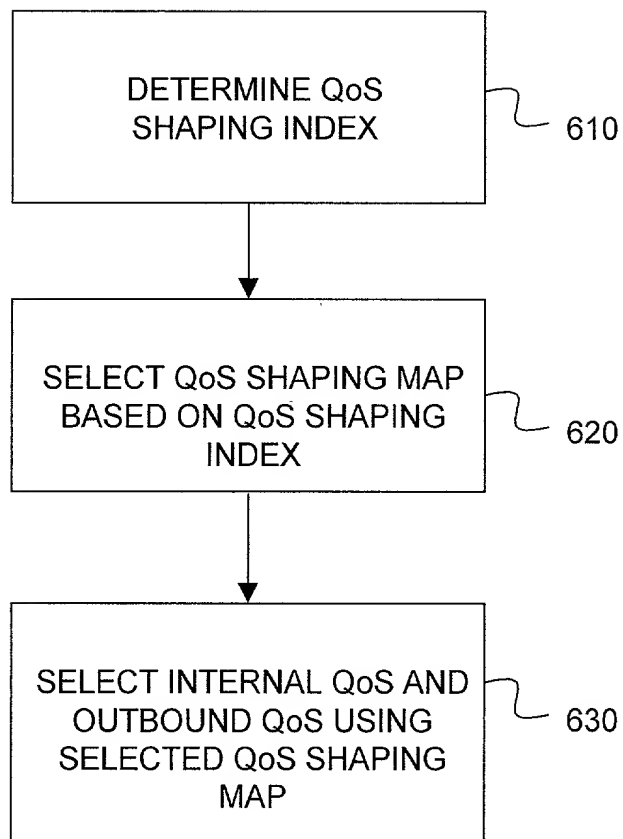 DETERMINE QoS
SHAPING INDEX
610
SELECT QoS SHAPING MAP
BASED ON QoS SHAPING
INDEX
620
SELECT INTERNAL QoS AND
OUTBOUND QoS USING
SELECTED QoS SHAPING
MAP
630